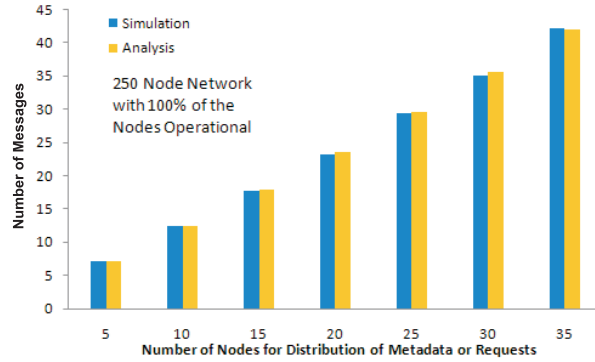 45
40
35
30
25
20
15
10
5
0
Number of Messages
Simulation
Analysis
250 Node Network
with 100% of the
Nodes Operational
5 10 15 20 25 30 35
Number of Nodes for Distribution of Metadata or Requests